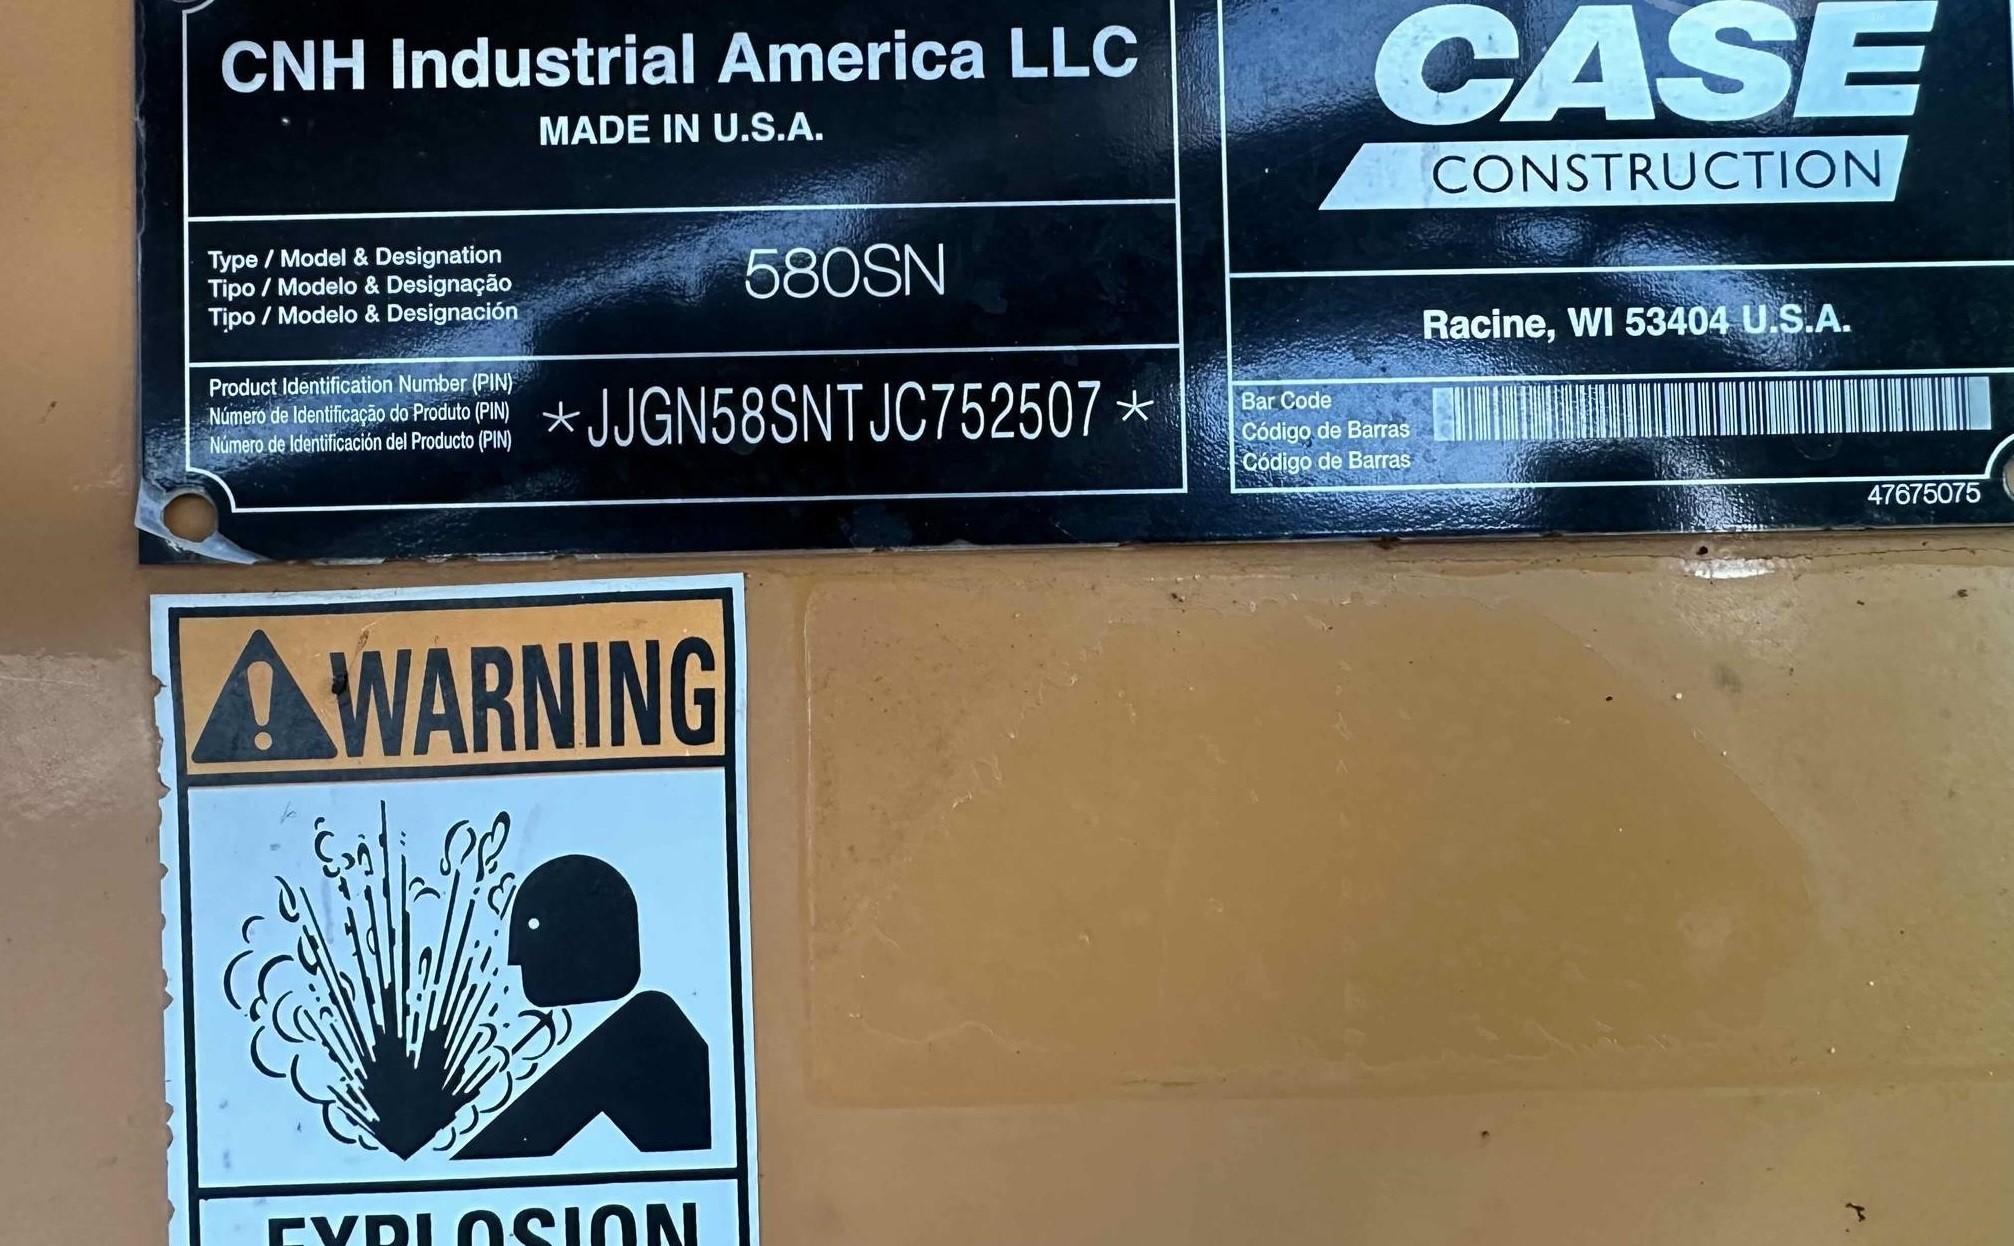 CNH Industrial America LLC
MADE IN U.S.A.
Type / Model & Designation
Tipo / Modelo & Designação
Tipo / Modelo & Designación
580SN
Product Identification Number (PIN)
Número de Identificação do Produto (PIN)
Número de Identificación del Producto (PIN)
*JJGN58SNTJC752507*
CASE
CONSTRUCTION
Racine, WI 53404 U.S.A.
Bar Code
Código de Barras
Código de Barras
47675075
WARNING
EXPLOSION